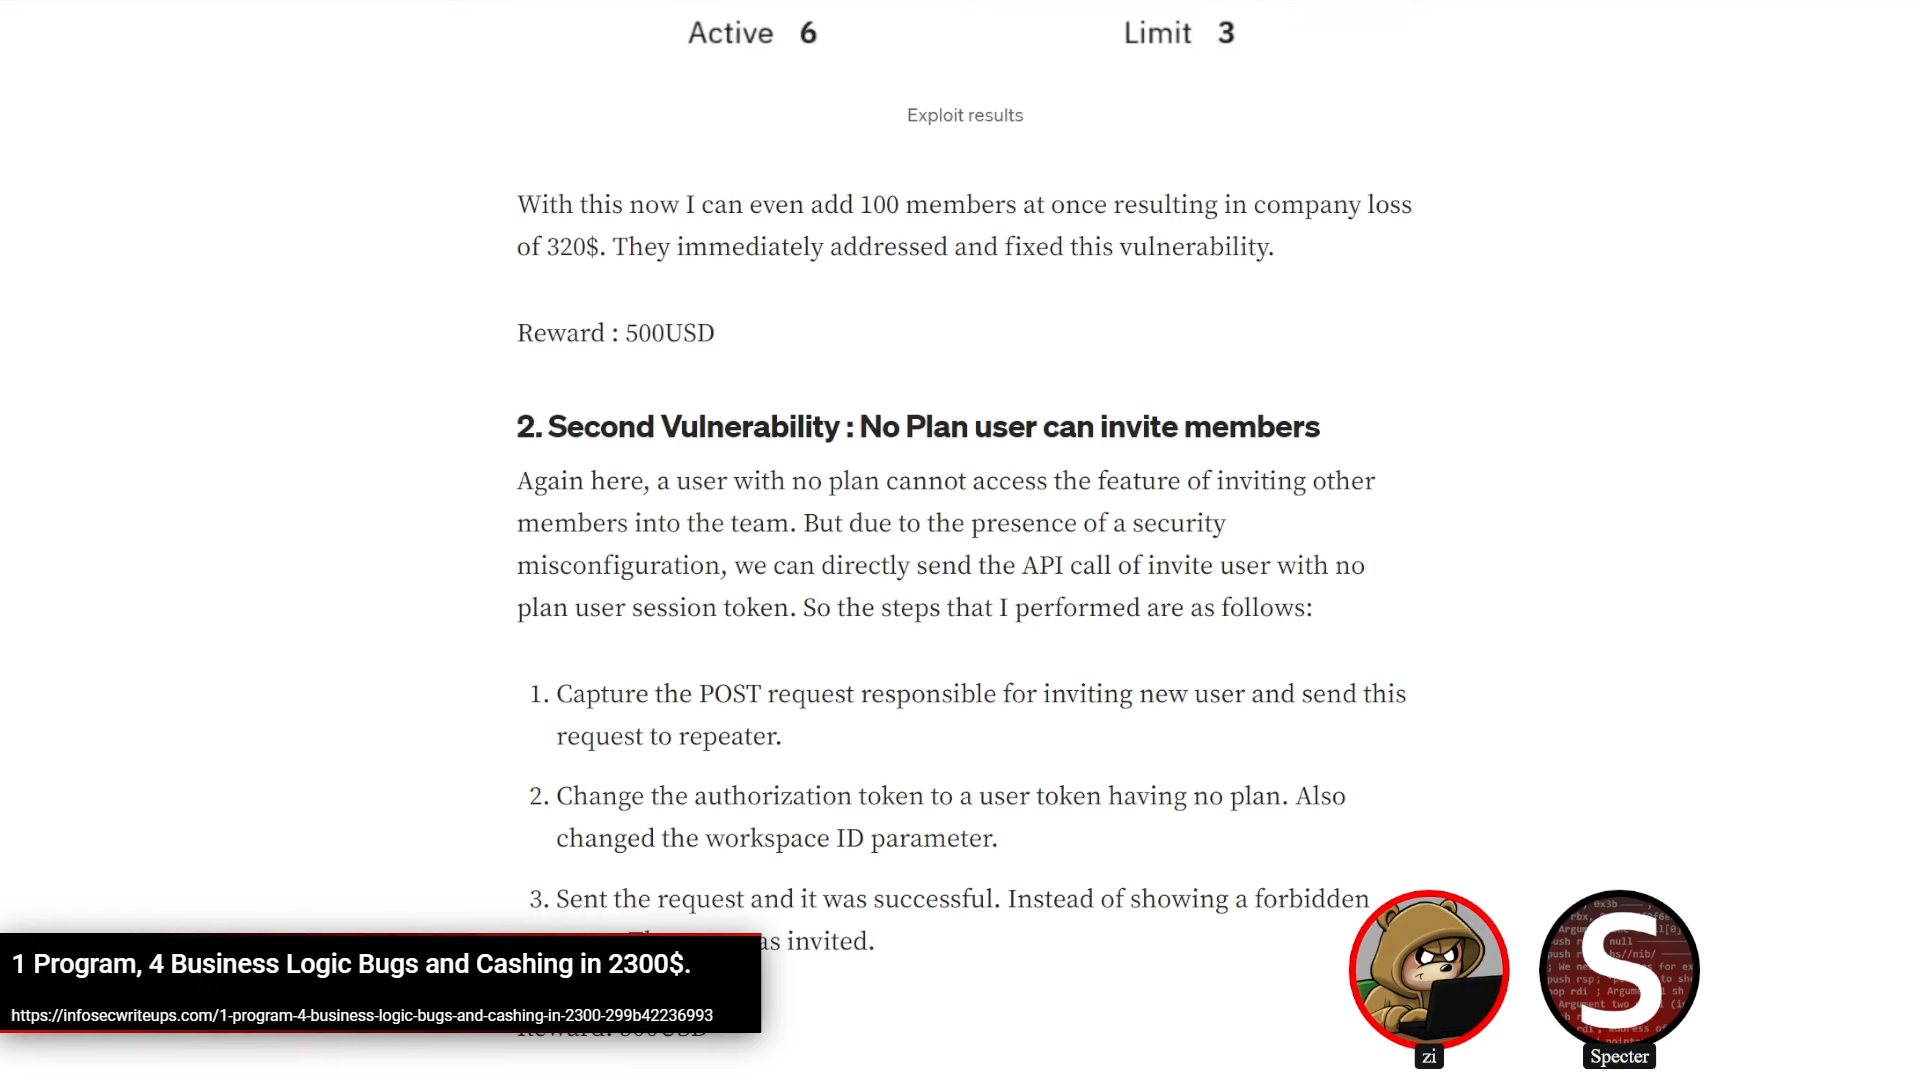 Active 6 Limit 3
Exploit results
With this now I can even add 100 members at once resulting in company loss
of 320$. They immediately addressed and fixed this vulnerability.
Reward : 500USD
2. Second Vulnerability : No Plan user can invite members
Again here, a user with no plan cannot access the feature of inviting other
members into the team. But due to the presence of a security
misconfiguration, we can directly send the API call of invite user with no
plan user session token. So the steps that I performed are as follows:
1. Capture the POST request responsible for inviting new user and send this
request to repeater.
2. Change the authorization token to a user token having no plan. Also
changed the workspace ID parameter.
3. Sent the request and it was successful. Instead of showing a forbidden
as invited.
1 Program, 4 Business Logic Bugs and Cashing in 2300$.
https://infosecwriteups.com/1-program-4-business-logic-bugs-and-cashing-in-2300-299b42236993
S
zi
Specter